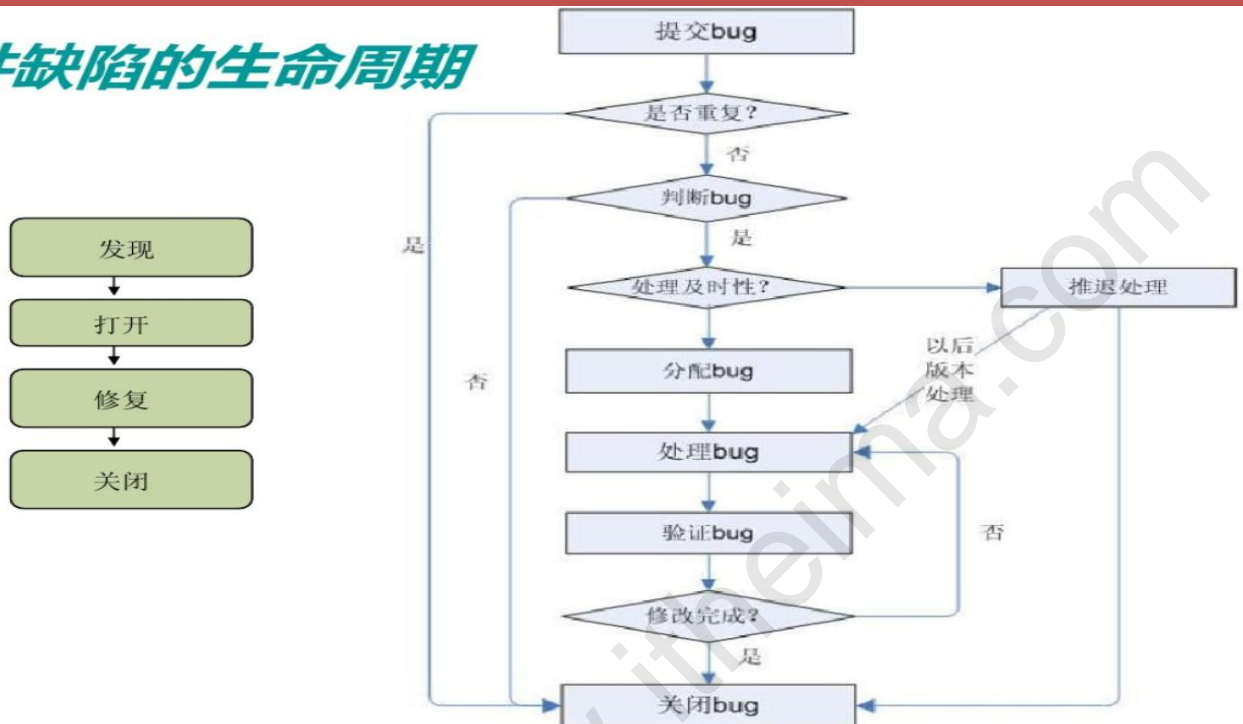 件缺陷的生命周期
提交bug
是否重复?
否
判断bug
是
是
处理及时性?
推迟处理
以后
版本
处理
分配bug
否
处理bug
验证bug
否
修改完成?
是
关闭bug
发现
打开
修复
关闭
itheima.com